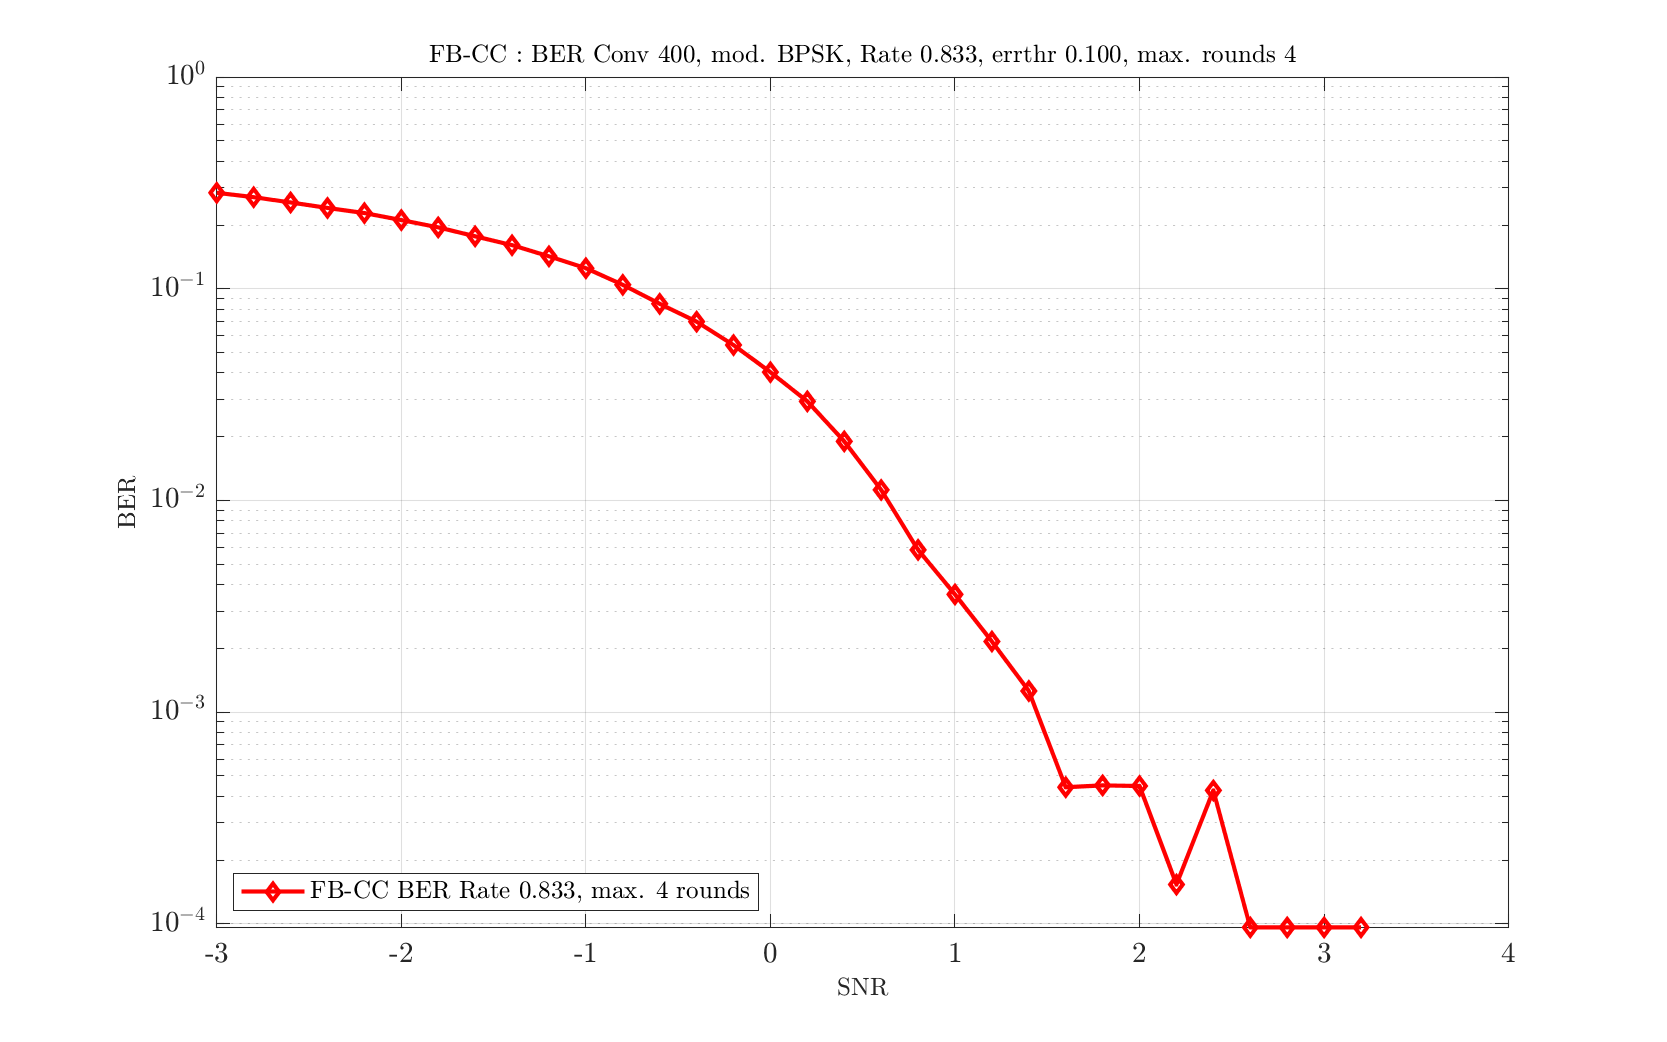 FB-CC : BER Conv 400, mod. BPSK, Rate 0.833, errthr 0.100, max. rounds 4
10^0
10^-1
10^-2
10^-3
10^-4
BER
-3 -2 -1 0 1 2 3 4
SNR
FB-CC BER Rate 0.833, max. 4 rounds